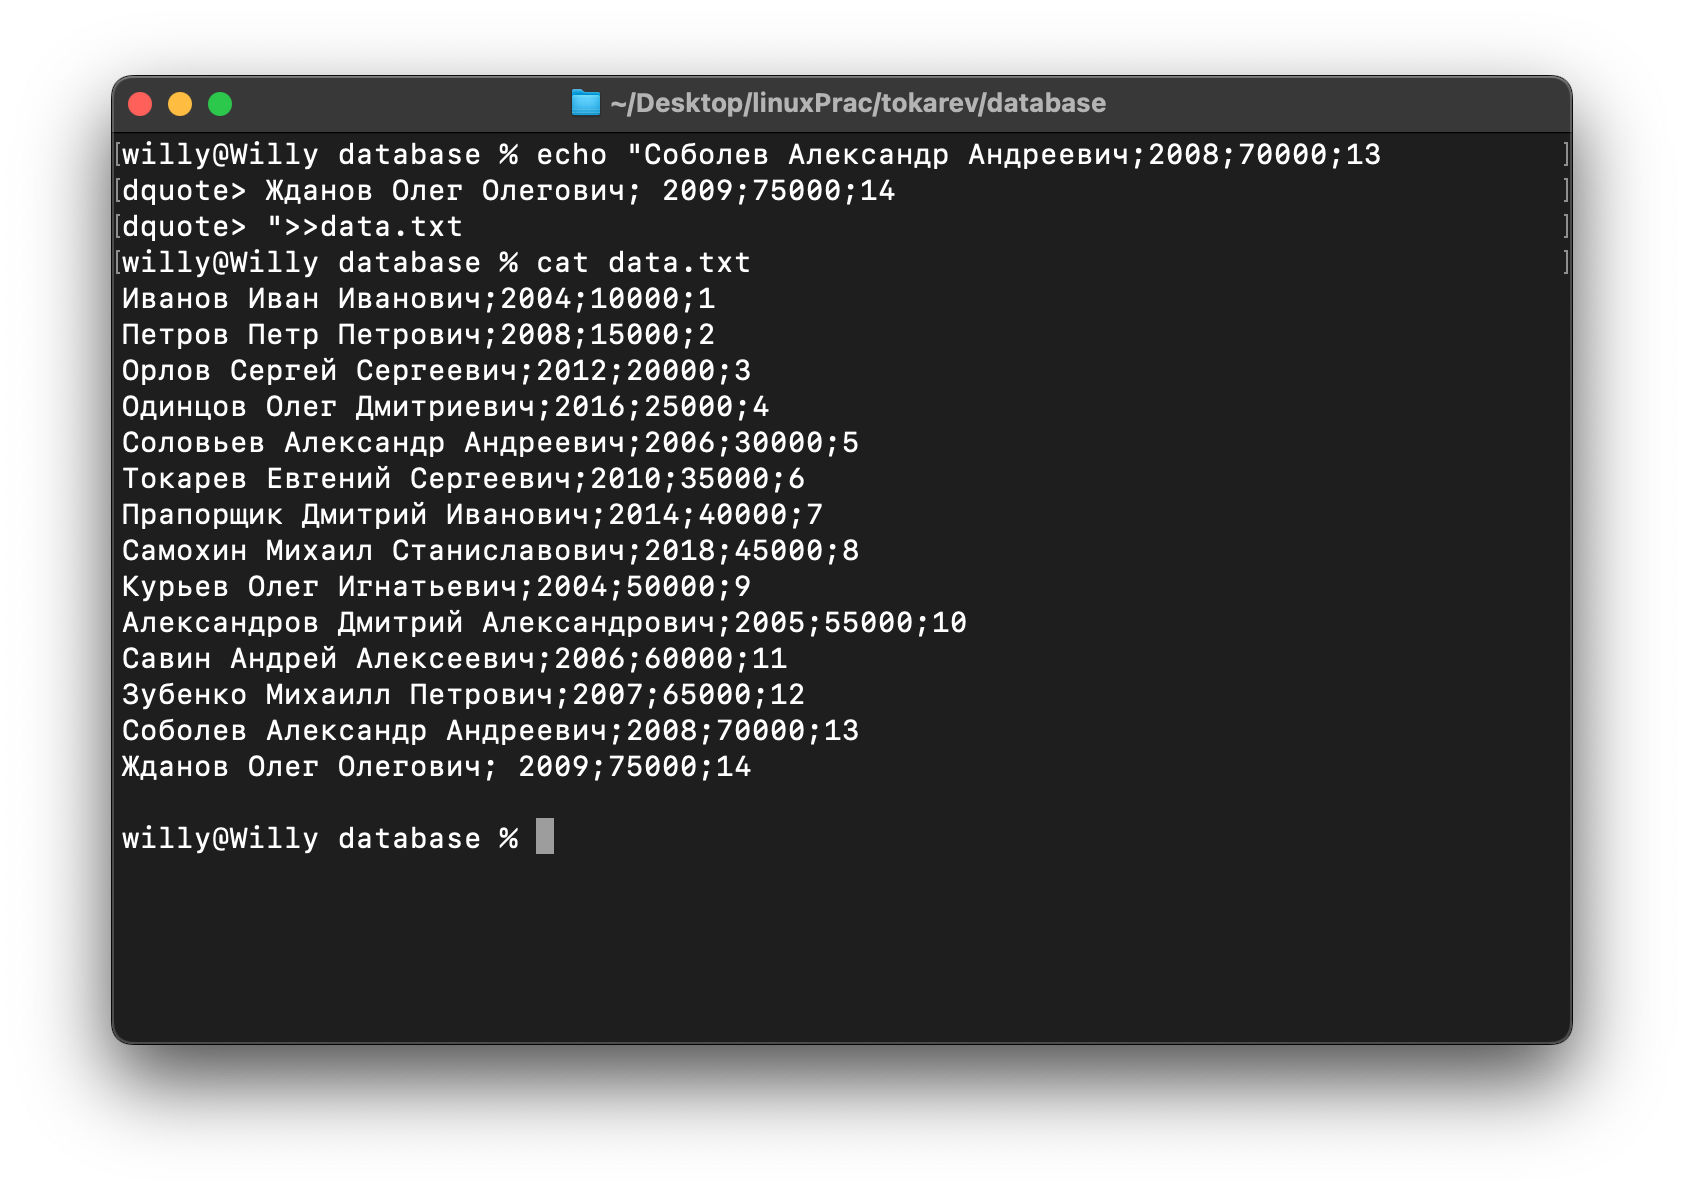 ~/Desktop/linuxPrac/tokarev/database
willy@Willy database % echo "Соболев Александр Андреевич;2008;70000;13
dquote> Жданов Олег Олегович; 2009;75000;14
dquote> ">>data.txt
willy@Willy database % cat data.txt
Иванов Иван Иванович;2004;10000;1
Петров Петр Петрович;2008;15000;2
Орлов Сергей Сергеевич;2012;20000;3
Одинцов Олег Дмитриевич;2016;25000;4
Соловьев Александр Андреевич;2006;30000;5
Токарев Евгений Сергеевич;2010;35000;6
Прапорщик Дмитрий Иванович;2014;40000;7
Самохин Михаил Станиславович;2018;45000;8
Курьев Олег Игнатьевич;2004;50000;9
Александров Дмитрий Александрович;2005;55000;10
Савин Андрей Алексеевич;2006;60000;11
Зубенко Михаилл Петрович;2007;65000;12
Соболев Александр Андреевич;2008;70000;13
Жданов Олег Олегович; 2009;75000;14
willy@Willy database %